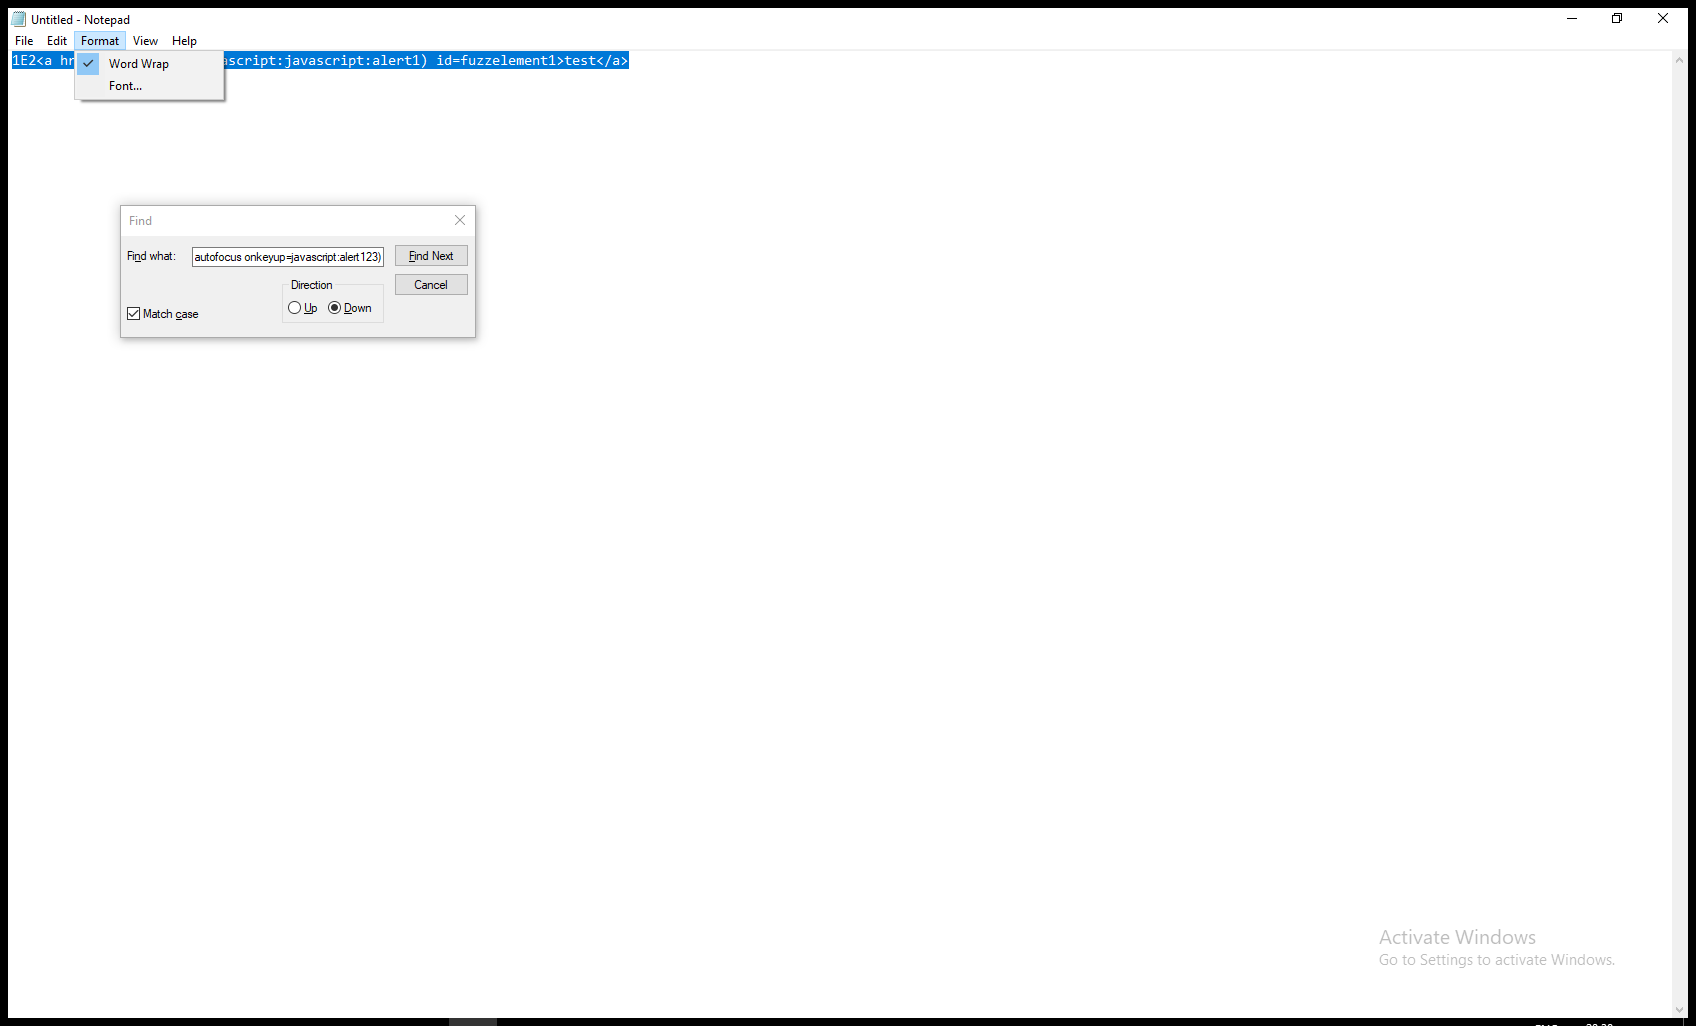 Untitled - Notepad
File Edit Format View Help
1E2<a hr
ascript:javascript:alert1) id=fuzzelement1>test</a>
Word Wrap
Font...
Find
Find what:
autofocus onkeyup=javascript:alert123)
Find Next
Direction
Cancel
Up
Down
Match case
Activate Windows
Go to Settings to activate Windows.